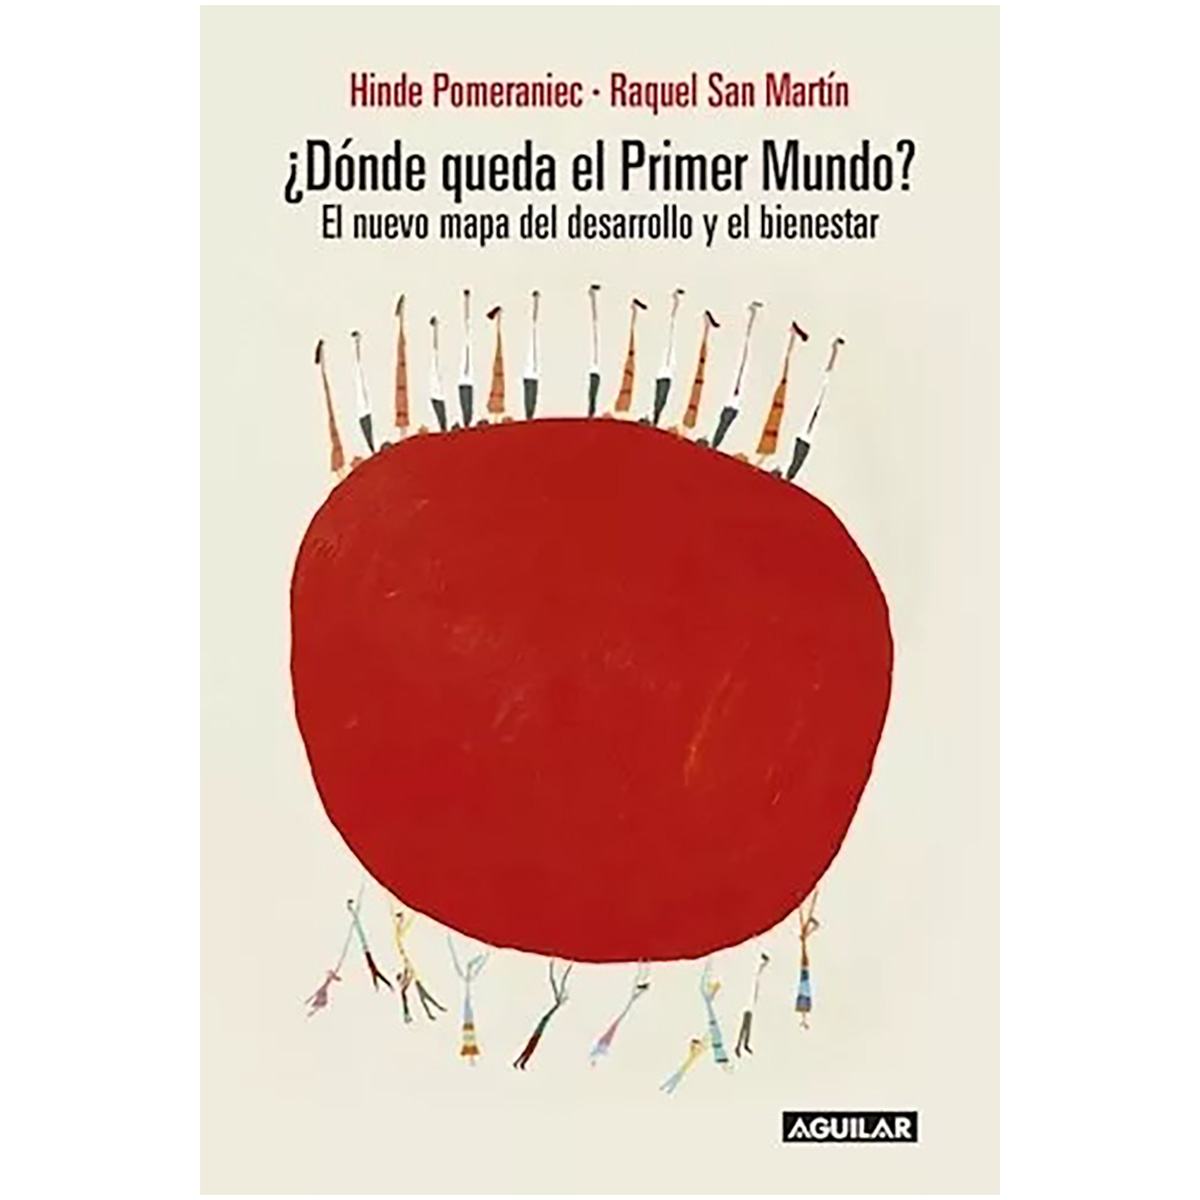 Hinde Pomeraniec · Raquel San Martín
¿Dónde queda el Primer Mundo?
El nuevo mapa del desarrollo y el bienestar
AGUILAR